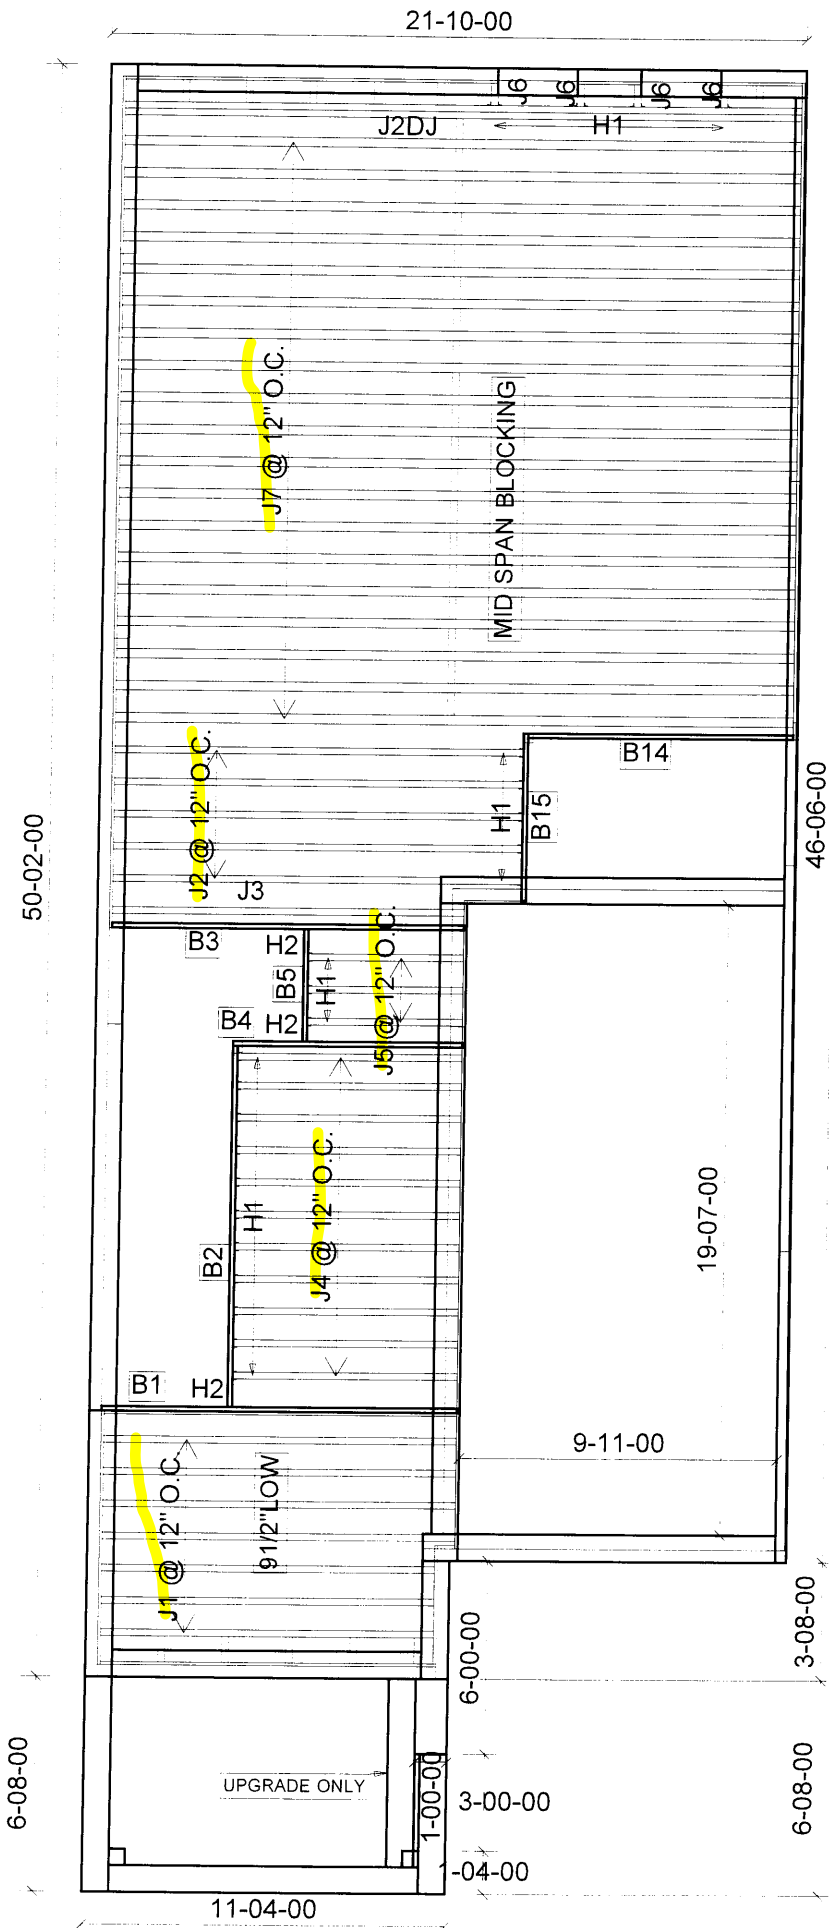 21-10-00
J6
J6
J6
J6
J2DJ
H1
J7 @ 12" O.C.
MID SPAN BLOCKING
J2 @ 12" O.C.
B14
H1
B15
50-02-00
46-06-00
J3
B3
H2
B5
H1
J5 @ 12" O.C.
B4
H2
H1
B2
J4 @ 12" O.C.
19-07-00
B1
H2
9-11-00
J1 @ 12" O.C.
9 1/2"LOW
3-08-00
6-00-00
6-08-00
UPGRADE ONLY
1-00-00
3-00-00
6-08-00
-04-00
11-04-00